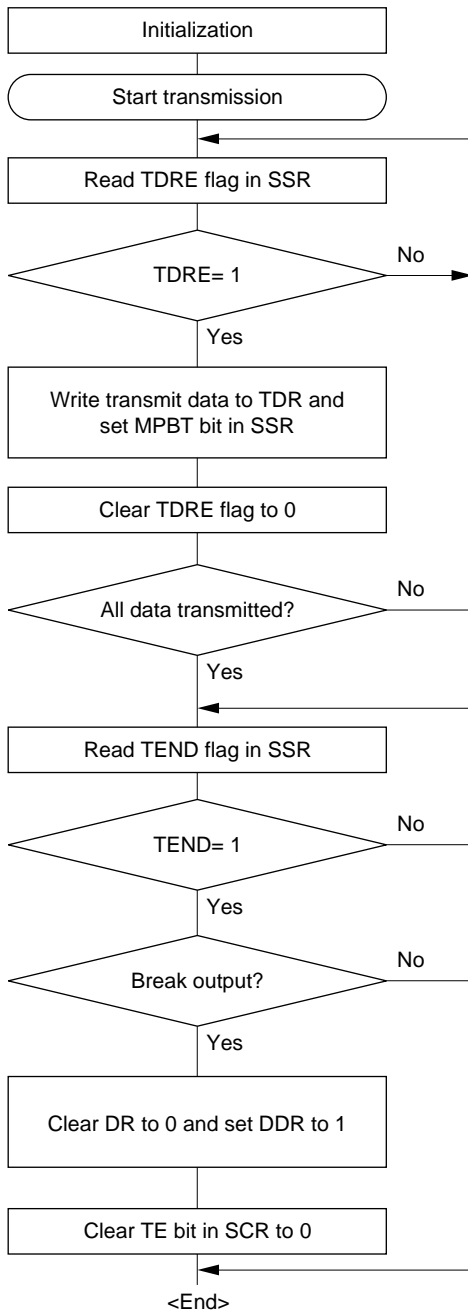 Initialization
Start transmission
Read TDRE flag in SSR
TDRE= 1
No
Yes
Write transmit data to TDR and
set MPBT bit in SSR
Clear TDRE flag to 0
No
All data transmitted?
Yes
Read TEND flag in SSR
No
TEND= 1
Yes
No
Break output?
Yes
Clear DR to 0 and set DDR to 1
Clear TE bit in SCR to 0
<End>